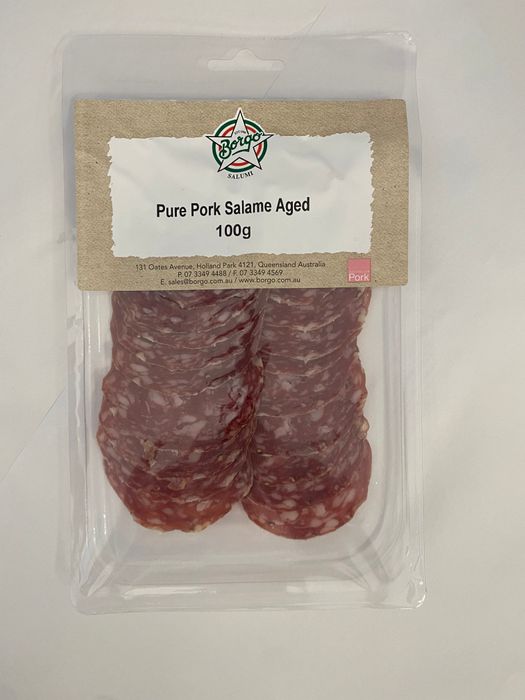 Borgo
SALUMI
Pure Pork Salame Aged
100g
131 Oates Avenue, Holland Park 4121, Queensland Australia
P. 07 3349 4488 / F. 07 3349 4569
E. sales@borgo.com.au / www.borgo.com.au
Pork